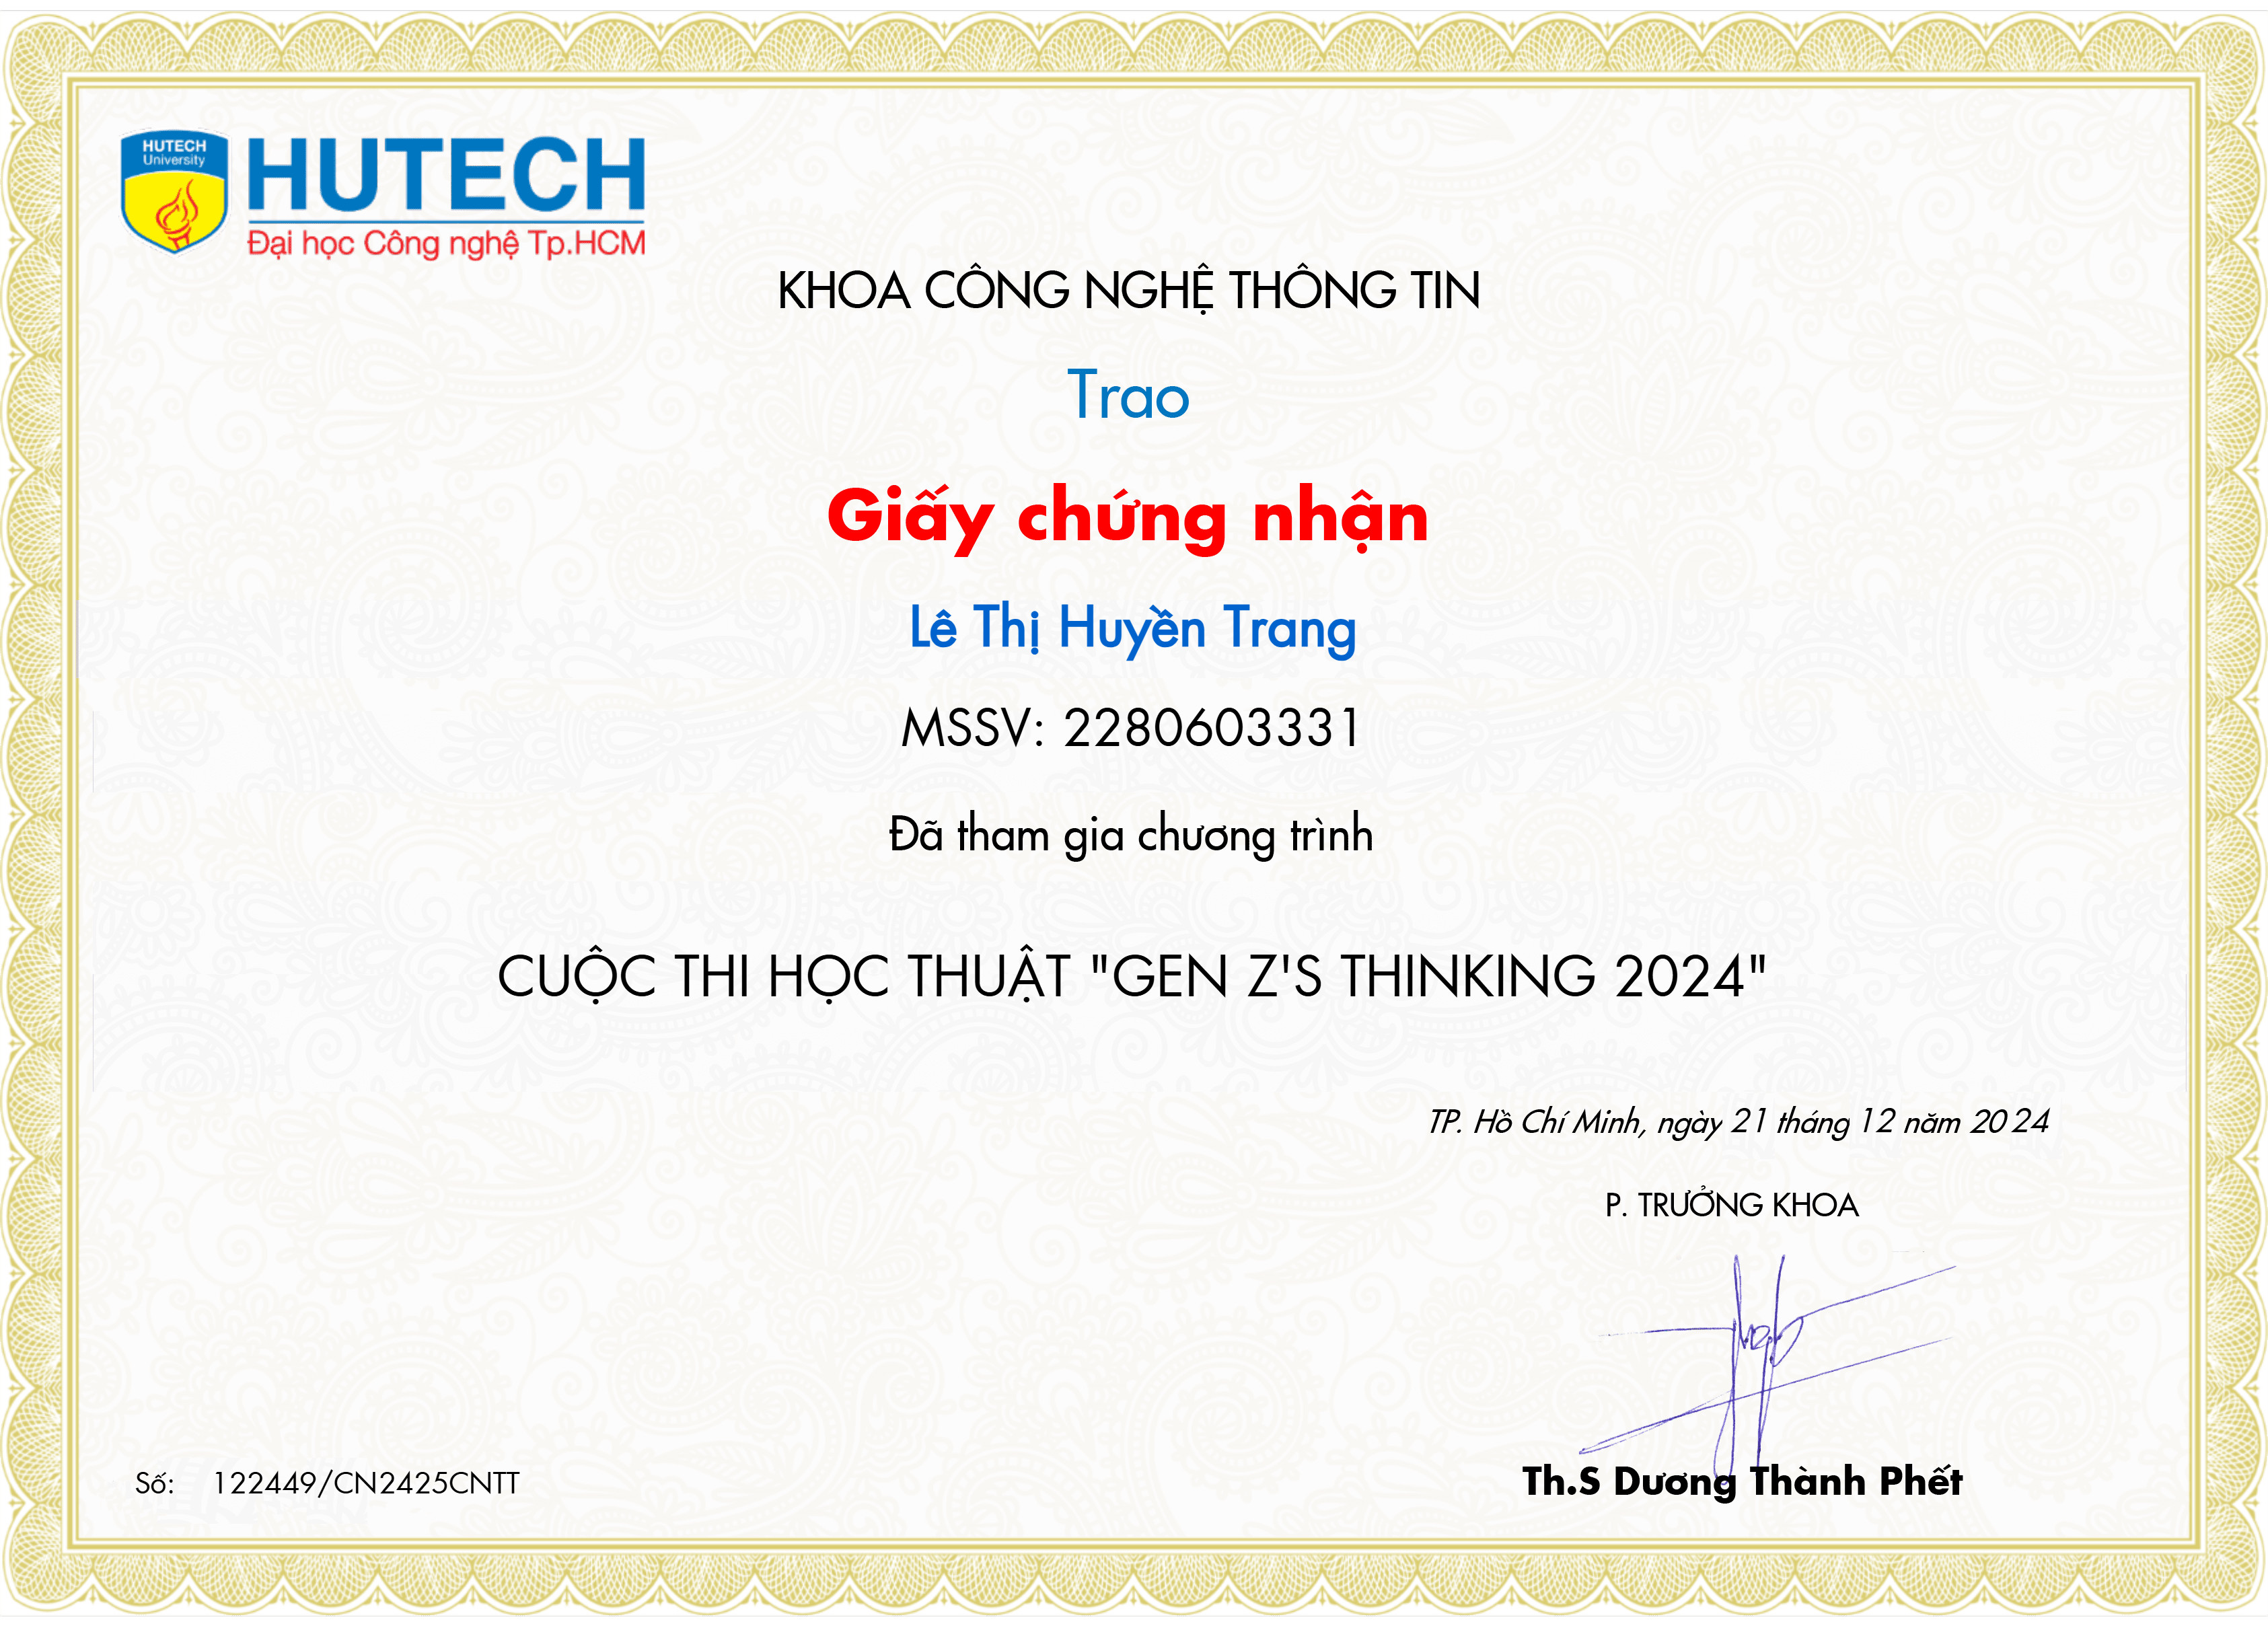 HUTECH
University
HUTECH
Đại học Công nghệ Tp.HCM
KHOA CÔNG NGHỆ THÔNG TIN
Trao
Giấy chứng nhận
Lê Thị Huyền Trang
MSSV: 2280603331
Đã tham gia chương trình
CUỘC THI HỌC THUẬT "GEN Z'S THINKING 2024"
TP. Hồ Chí Minh, ngày 21 tháng 12 năm 2024
P. TRƯỞNG KHOA
Th.S Dương Thành Phết
Số: 122449/CN2425CNTT